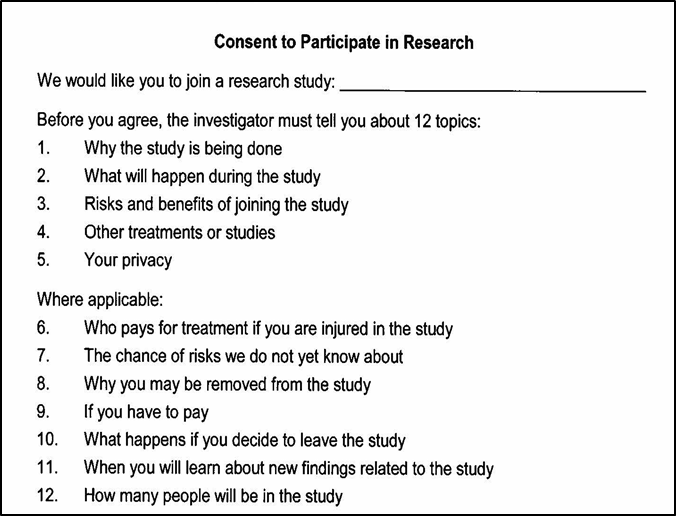 Consent to Participate in Research
We would like you to join a research study:
Before you agree, the investigator must tell you about 12 topics:
1. Why the study is being done
2. What will happen during the study
3. Risks and benefits of joining the study
4. Other treatments or studies
5. Your privacy
Where applicable:
6. Who pays for treatment if you are injured in the study
7. The chance of risks we do not yet know about
8. Why you may be removed from the study
9. If you have to pay
10. What happens if you decide to leave the study
11. When you will learn about new findings related to the study
12. How many people will be in the study